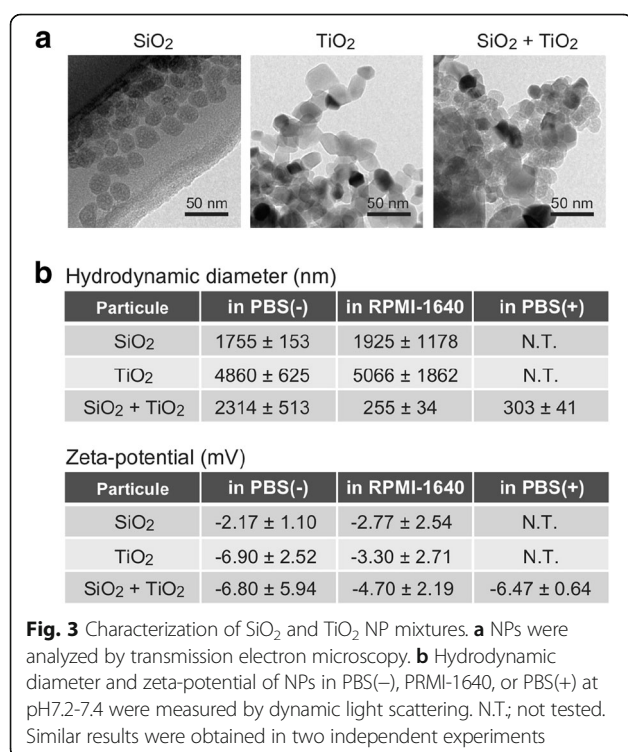 a
SiO₂ TiO₂ SiO₂ + TiO₂
50 nm 50 nm 50 nm
b Hydrodynamic diameter (nm)
Particule in PBS(-) in RPMI-1640 in PBS(+)
SiO₂ 1755 ± 153 1925 ± 1178 N.T.
TiO₂ 4860 ± 625 5066 ± 1862 N.T.
SiO₂ + TiO₂ 2314 ± 513 255 ± 34 303 ± 41
Zeta-potential (mV)
Particule in PBS(-) in RPMI-1640 in PBS(+)
SiO₂ -2.17 ± 1.10 -2.77 ± 2.54 N.T.
TiO₂ -6.90 ± 2.52 -3.30 ± 2.71 N.T.
SiO₂ + TiO₂ -6.80 ± 5.94 -4.70 ± 2.19 -6.47 ± 0.64
Fig. 3 Characterization of SiO₂ and TiO₂ NP mixtures. a NPs were
analyzed by transmission electron microscopy. b Hydrodynamic
diameter and zeta-potential of NPs in PBS(−), PRMI-1640, or PBS(+) at
pH7.2-7.4 were measured by dynamic light scattering. N.T.; not tested.
Similar results were obtained in two independent experiments